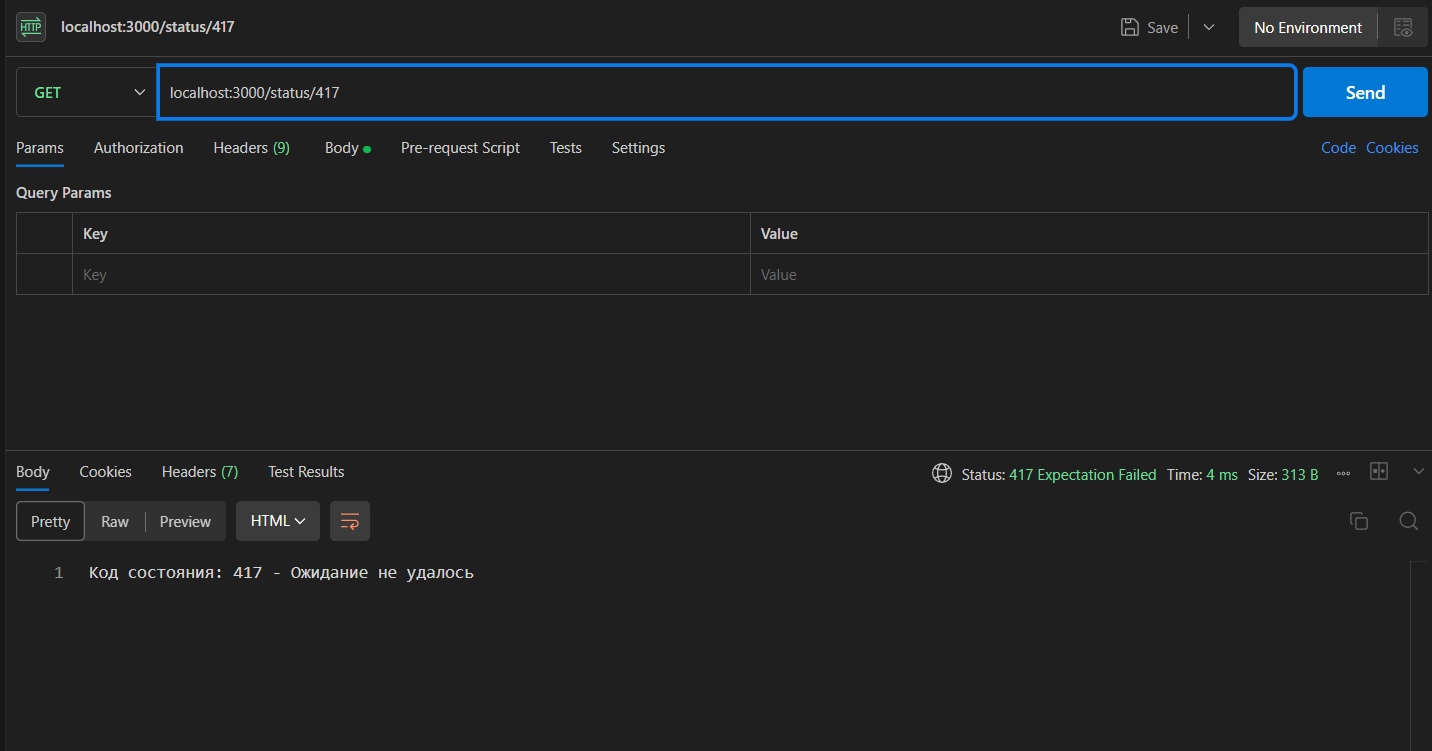 HTTP localhost:3000/status/417 Save No Environment
GET localhost:3000/status/417 Send
Params Authorization Headers (9) Body Pre-request Script Tests Settings Code Cookies
Query Params
Key Value
Key Value
Body Cookies Headers (7) Test Results Status: 417 Expectation Failed Time: 4 ms Size: 313 B
Pretty Raw Preview HTML
1 Код состояния: 417 - Ожидание не удалось